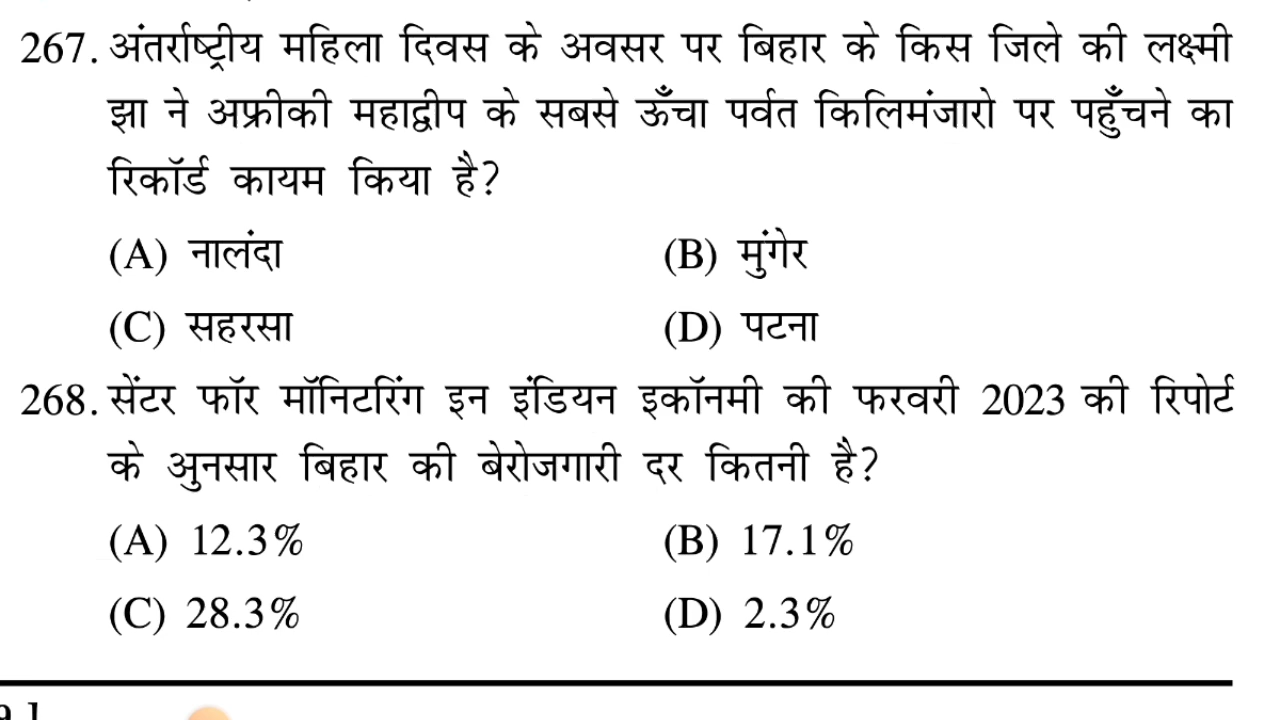 267. अंतर्राष्ट्रीय महिला दिवस के अवसर पर बिहार के किस जिले की लक्ष्मी
झा ने अफ्रीकी महाद्वीप के सबसे ऊँचा पर्वत किलिमंजारो पर पहुँचने का
रिकॉर्ड कायम किया है?
(A) नालंदा (B) मुंगेर
(C) सहरसा (D) पटना
268. सेंटर फॉर मॉनिटरिंग इन इंडियन इकॉनमी की फरवरी 2023 की रिपोर्ट
के अुनसार बिहार की बेरोजगारी दर कितनी है?
(A) 12.3% (B) 17.1%
(C) 28.3% (D) 2.3%